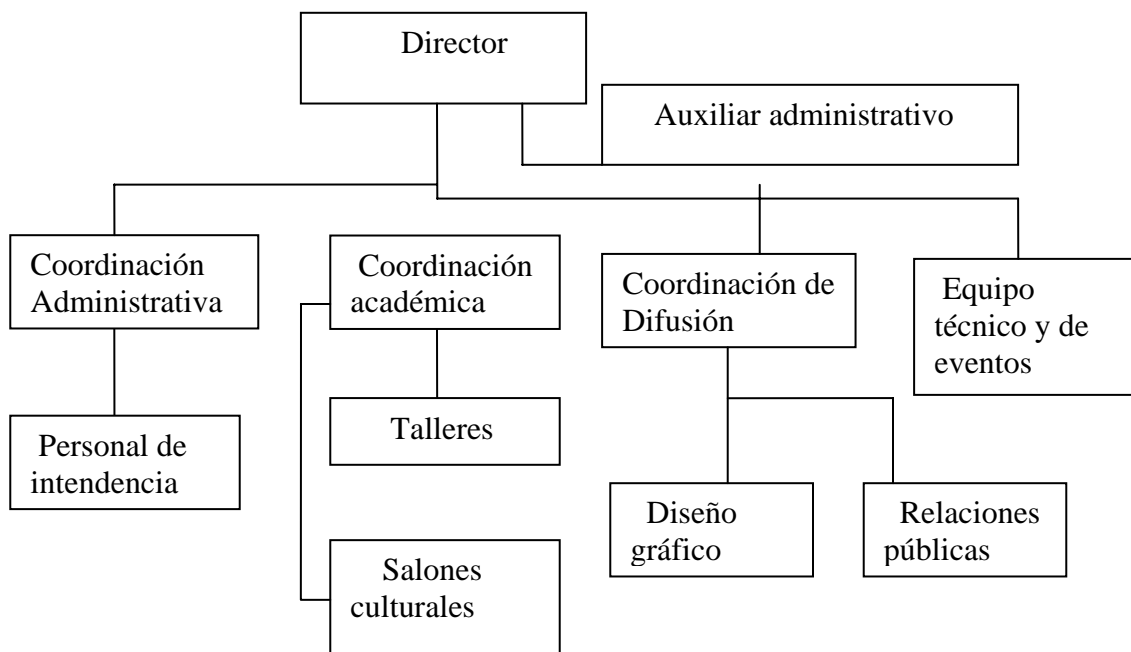 Director
Auxiliar administrativo
Coordinación
Administrativa
Coordinación
académica
Coordinación de
Difusión
Equipo
técnico y de
eventos
Personal de
intendencia
Talleres
Diseño
gráfico
Relaciones
públicas
Salones
culturales